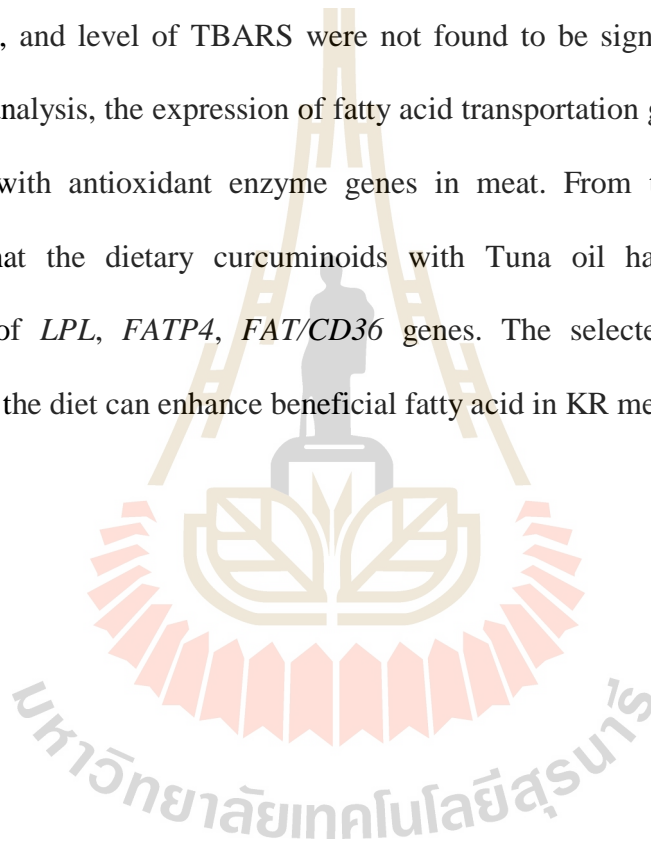 , and level of TBARS were not found to be sign
analysis, the expression of fatty acid transportation g
with antioxidant enzyme genes in meat. From t
hat the dietary curcuminoids with Tuna oil ha
of LPL, FATP4, FAT/CD36 genes. The selecte
the diet can enhance beneficial fatty acid in KR me
มหาวิทยาลัยเทคโนโลยีสุรนารี